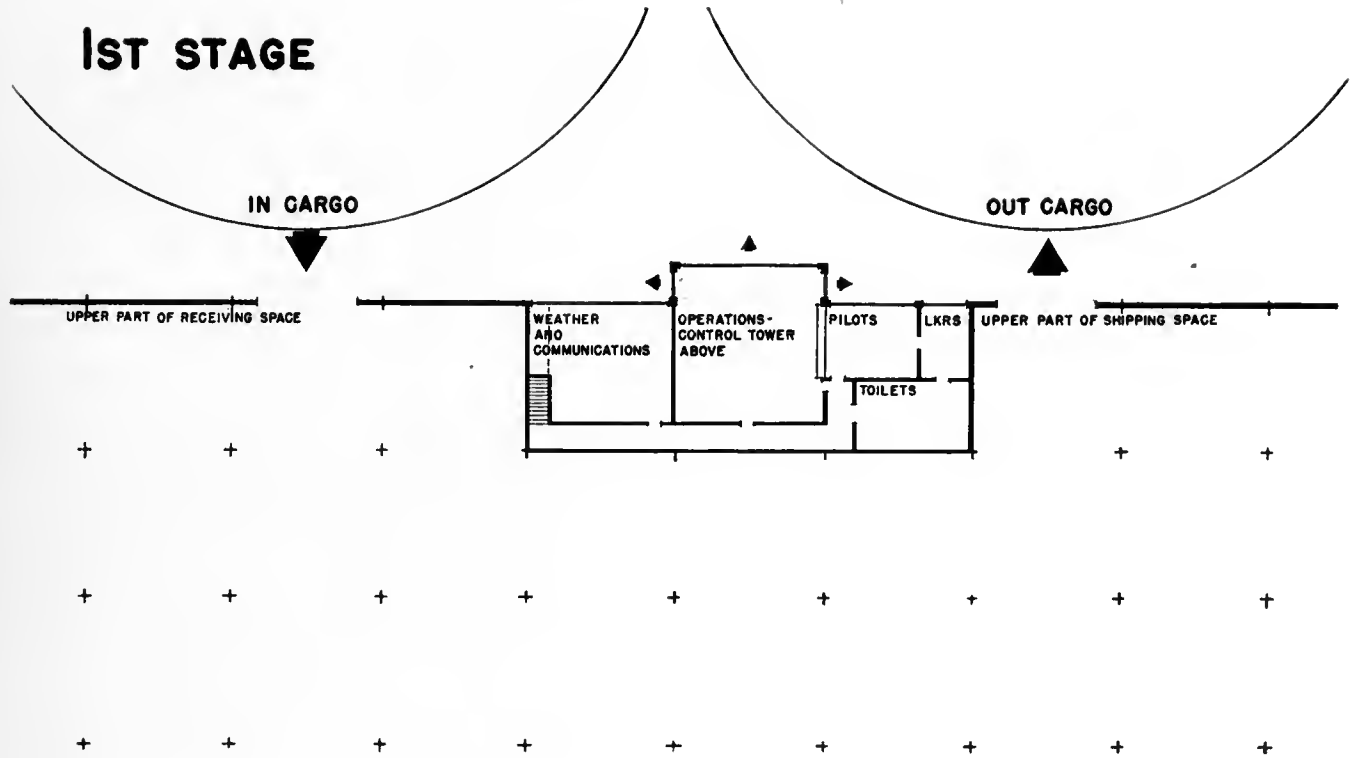 1ST STAGE
IN CARGO
OUT CARGO
UPPER PART OF RECEIVING SPACE
WEATHER
AND
COMMUNICATIONS
OPERATIONS-
CONTROL TOWER
ABOVE
PILOTS
LKRS
UPPER PART OF SHIPPING SPACE
TOILETS